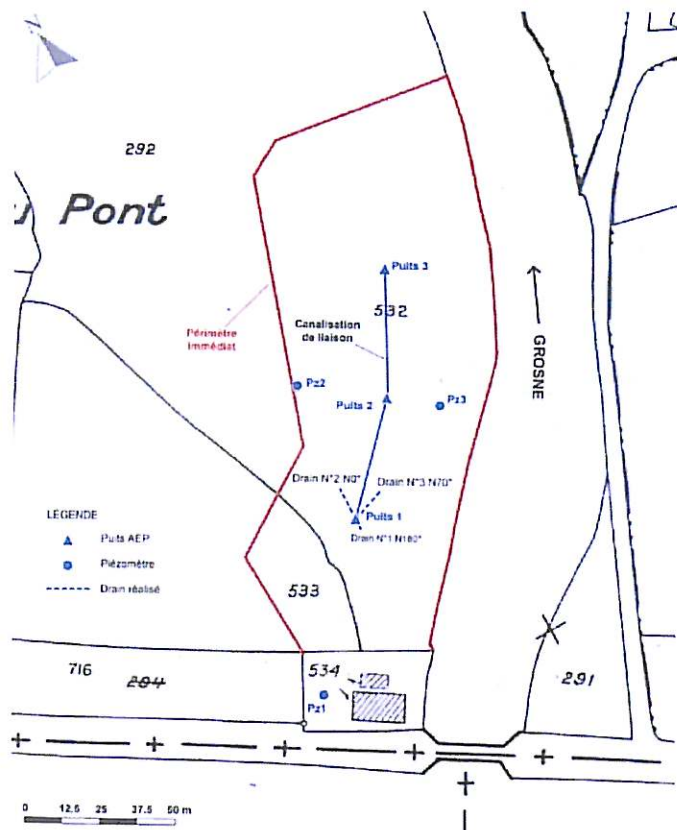 292
Pont
Puits 3
532
Canalisation
de liaison
Périmètre
Immédiat
GROSNE
Pz2
Puits 2
Pz3
Drain N°2 N0°
Drain N°3 N70°
Puits 1
Drain N°1 N180°
LÉGENDE
Puits AEP
Piézomètre
Drain réalisé
533
716
294
534
291
Pz1
0 12,5 25 37,5 50 m